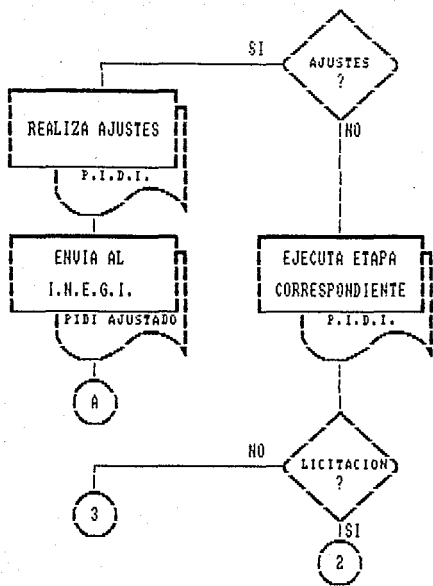 SI
AJUSTES
?
NO
REALIZA AJUSTES
P.I.D.I.
ENVIA AL
I.N.E.G.I.
PIDI AJUSTADO
A
EJECUTA ETAPA
CORRESPONDIENTE
P.I.D.I.
NO
LICITACION
?
3
SI
2